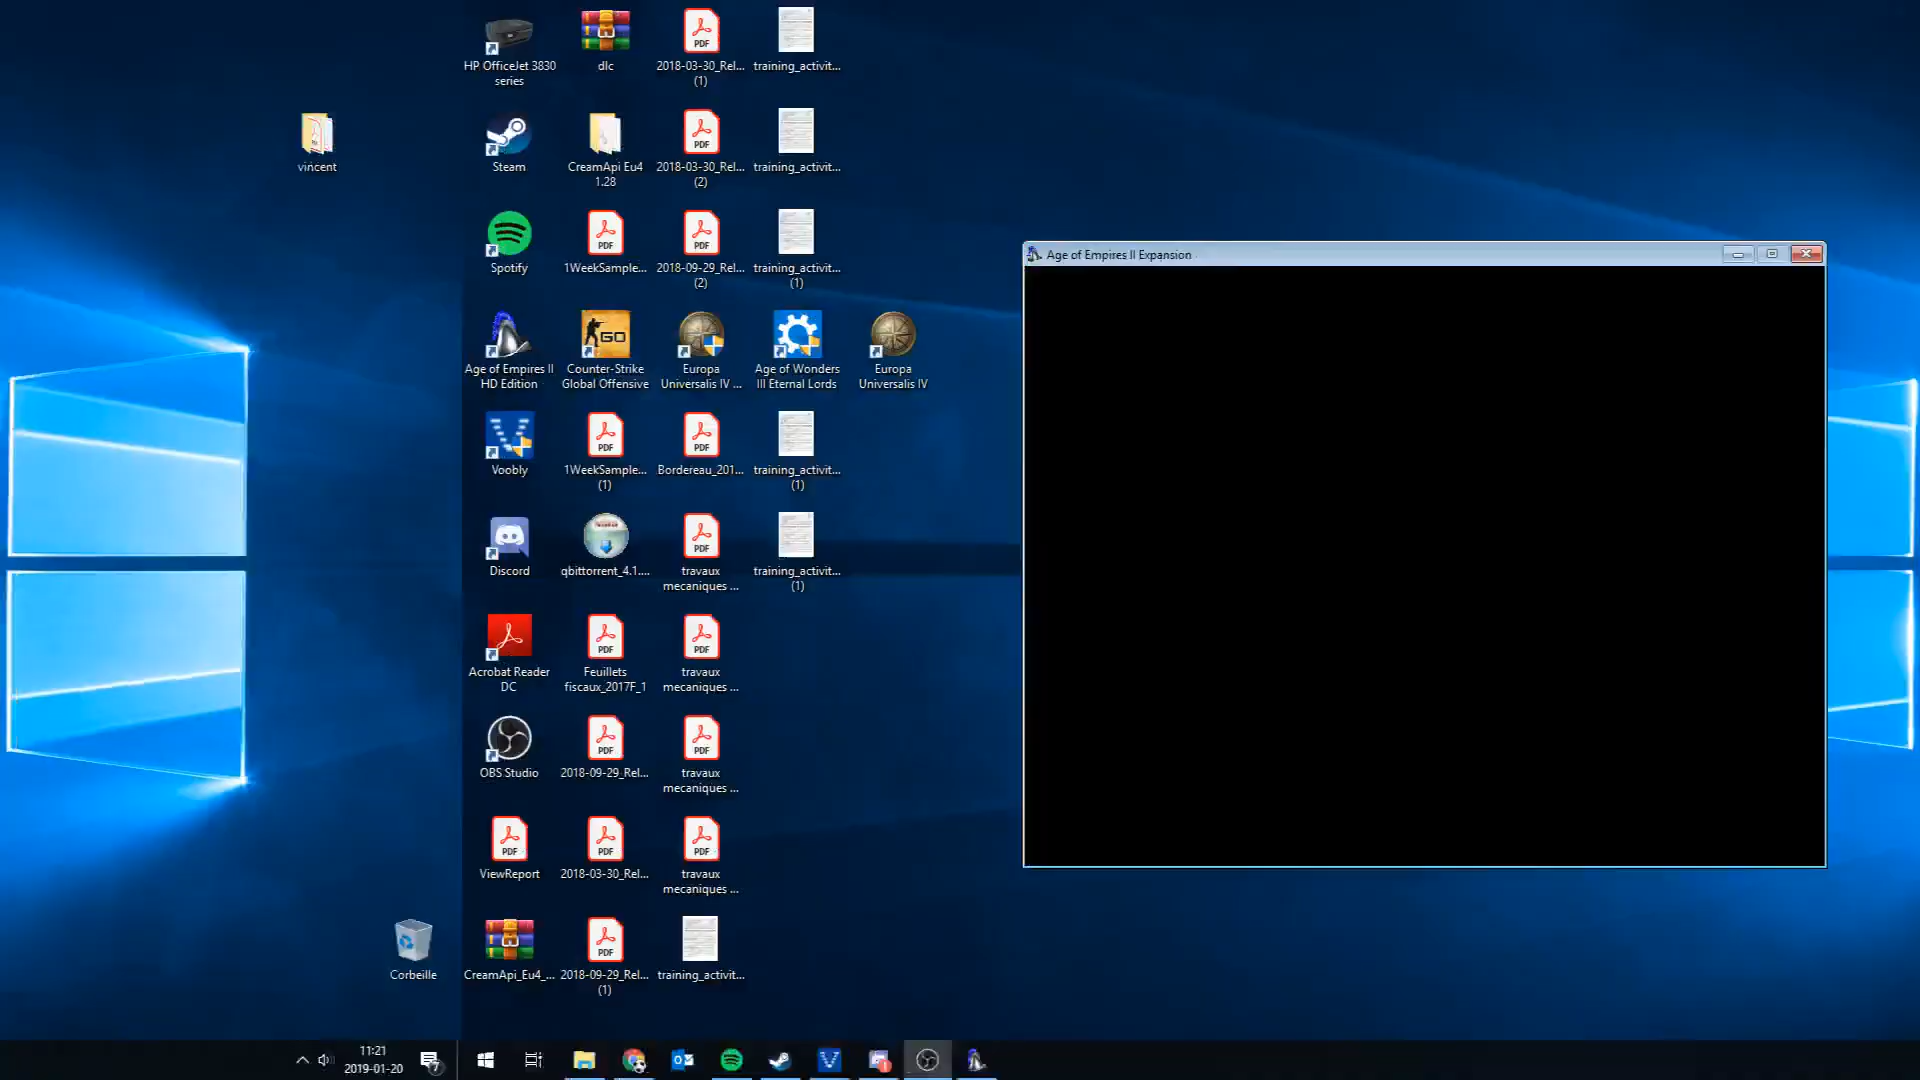 HP OfficeJet 3830
series
dlc
2018-03-30_Rel...
(1)
training_activit...
vincent
Steam
CreamApi Eu4
1.28
2018-03-30_Rel...
(2)
training_activit...
Spotify
1WeekSample...
2018-09-29_Rel...
(2)
training_activit...
(1)
Age of Empires II Expansion
Age of Empires II
HD Edition
GO
Counter-Strike
Global Offensive
Europa
Universalis IV ...
Age of Wonders
III Eternal Lords
Europa
Universalis IV
Voobly
1WeekSample...
(1)
Bordereau_201...
training_activit...
(1)
Discord
qbittorrent_4.1....
travaux
mecaniques ...
training_activit...
(1)
Acrobat Reader
DC
Feuillets
fiscaux_2017F_1
travaux
mecaniques ...
OBS Studio
2018-09-29_Rel...
travaux
mecaniques ...
ViewReport
2018-03-30_Rel...
travaux
mecaniques ...
Corbeille
CreamApi_Eu4_...
2018-09-29_Rel...
(1)
training_activit...
11:21
2019-01-20
7